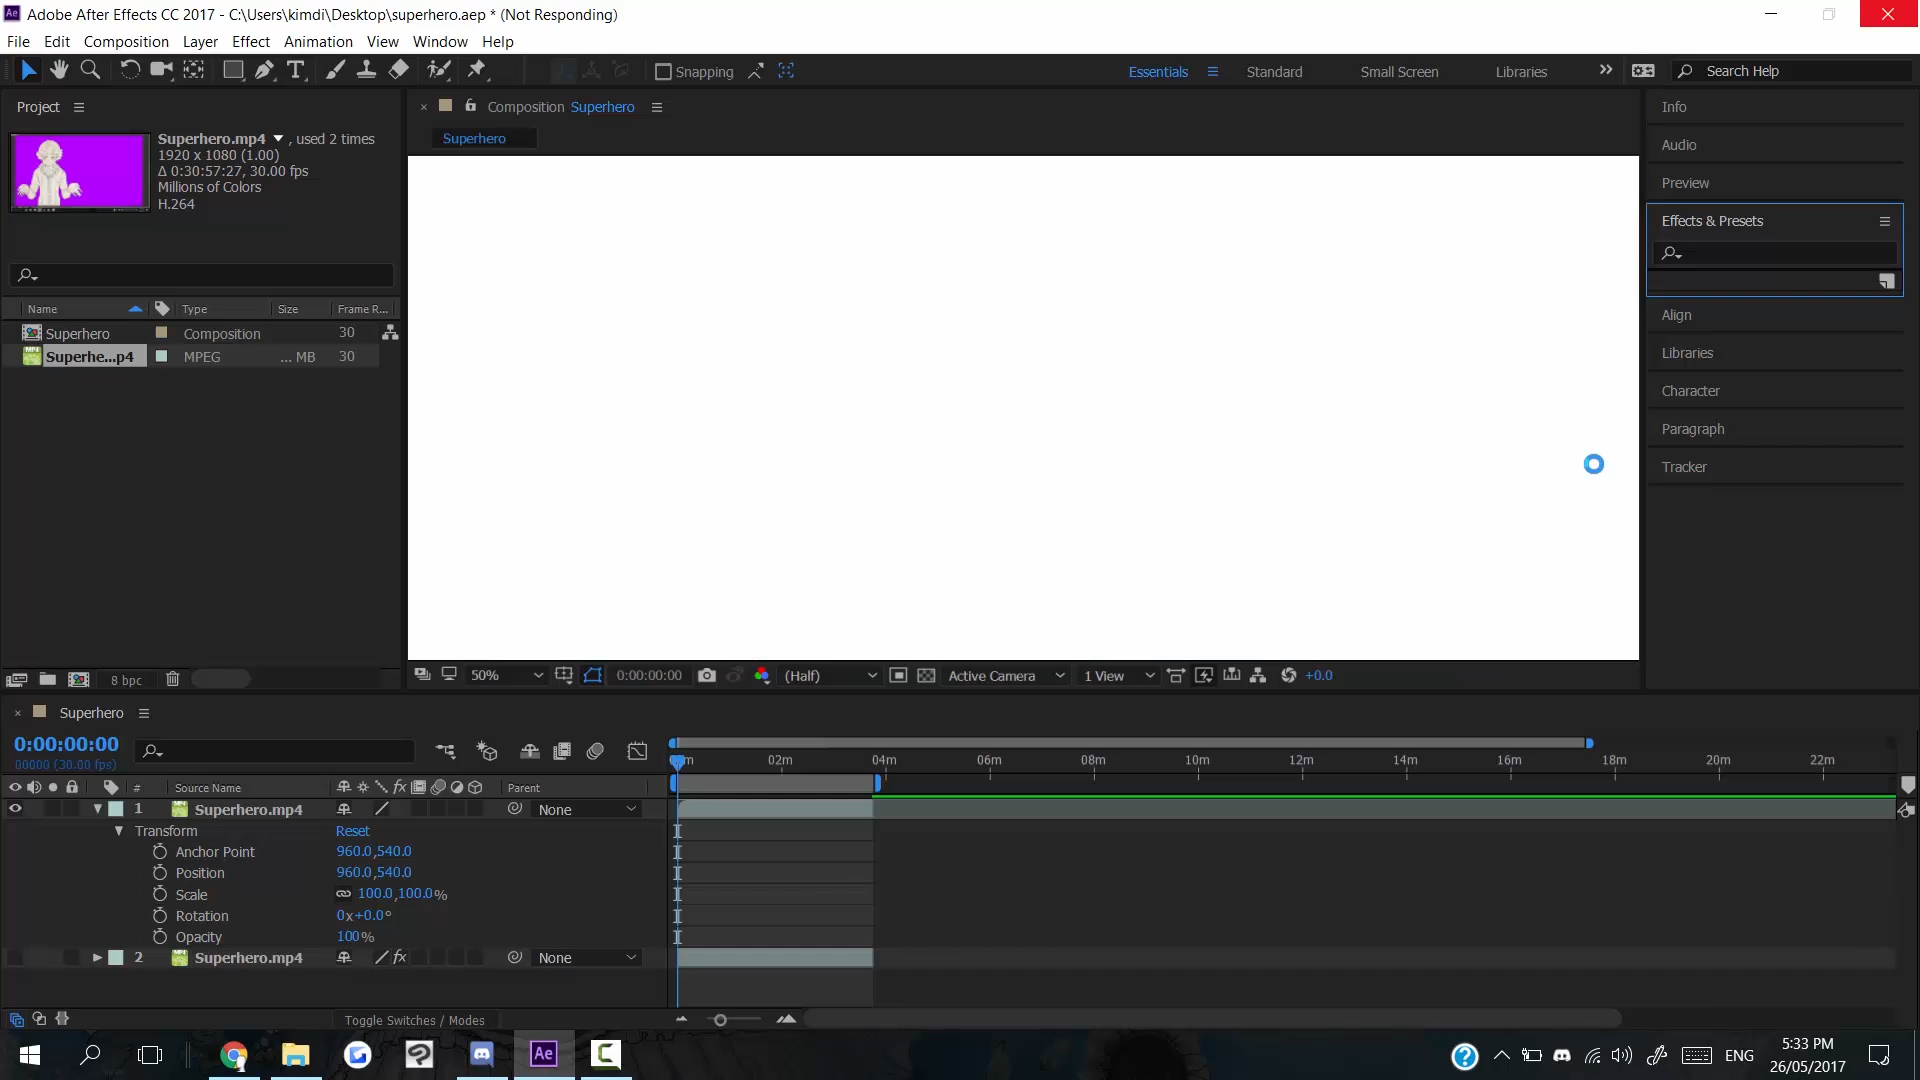 Adobe After Effects CC 2017 - C:\Users\kimdi\Desktop\superhero.aep * (Not Responding)
File Edit Composition Layer Effect Animation View Window Help
Snapping Essentials Standard Small Screen Libraries Search Help
Project
Superhero.mp4 , used 2 times
1920 x 1080 (1.00)
Δ 0:30:57:27, 30.00 fps
Millions of Colors
H.264
Name Type Size Frame R...
Superhero Composition 30
Superhe...p4 MPEG ... MB 30
8 bpc
Composition Superhero
Superhero
50% 0:00:00:00 (Half) Active Camera 1 View +0.0
Info
Audio
Preview
Effects & Presets
Align
Libraries
Character
Paragraph
Tracker
Superhero
0:00:00:00
00000 (30.00 fps)
02m 04m 06m 08m 10m 12m 14m 16m 18m 20m 22m
# Source Name fx Parent
1 Superhero.mp4 None
Transform Reset
Anchor Point 960.0,540.0
Position 960.0,540.0
Scale 100.0,100.0%
Rotation 0x+0.0°
Opacity 100%
2 Superhero.mp4 fx None
Toggle Switches / Modes
Ae
ENG
5:33 PM
26/05/2017